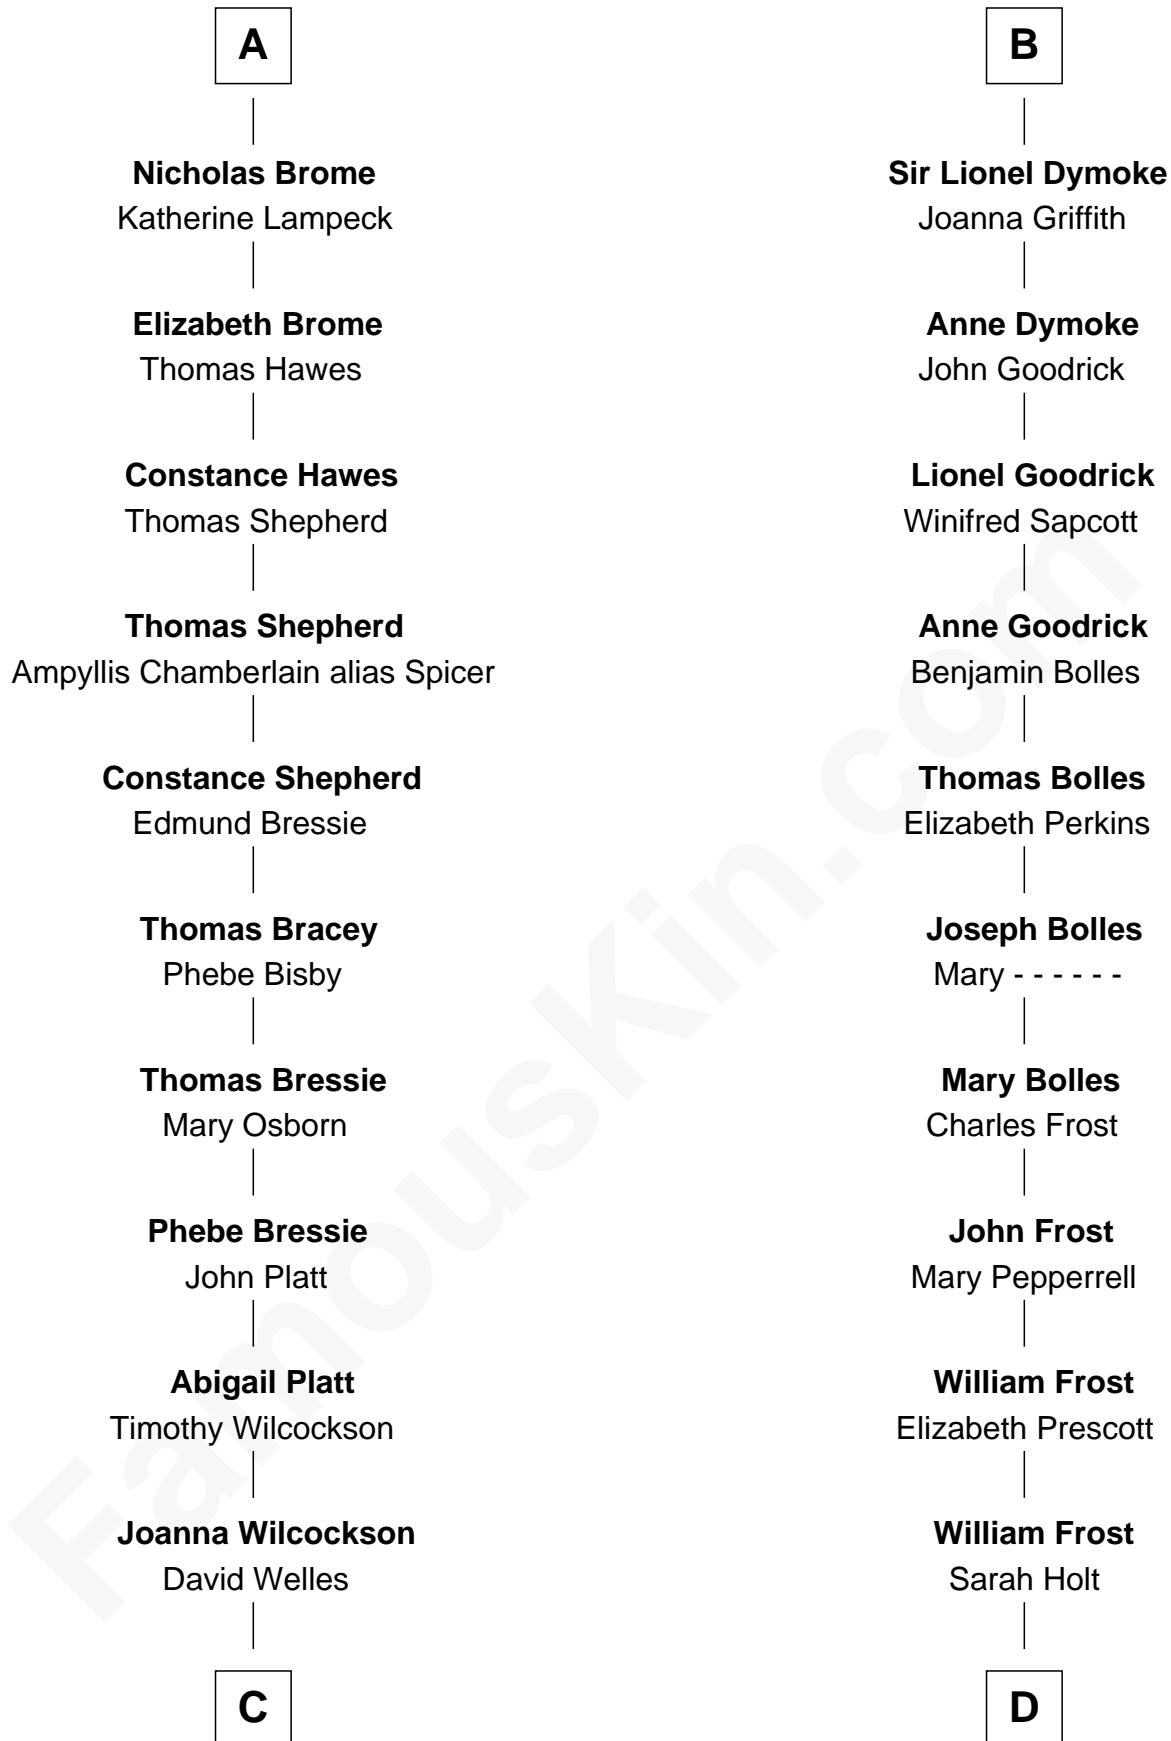 A
Nicholas Brome
Katherine Lampeck
Elizabeth Brome
Thomas Hawes
Constance Hawes
Thomas Shepherd
Thomas Shepherd
Ampyllis Chamberlain alias Spicer
Constance Shepherd
Edmund Bressie
Thomas Bracey
Phebe Bisby
Thomas Bressie
Mary Osborn
Phebe Bressie
John Platt
Abigail Platt
Timothy Wilcockson
Joanna Wilcockson
David Welles
C
B
Sir Lionel Dymoke
Joanna Griffith
Anne Dymoke
John Goodrick
Lionel Goodrick
Winifred Sapcott
Anne Goodrick
Benjamin Bolles
Thomas Bolles
Elizabeth Perkins
Joseph Bolles
Mary - - - - - -
Mary Bolles
Charles Frost
John Frost
Mary Pepperrell
William Frost
Elizabeth Prescott
William Frost
Sarah Holt
D
FamousKin.com